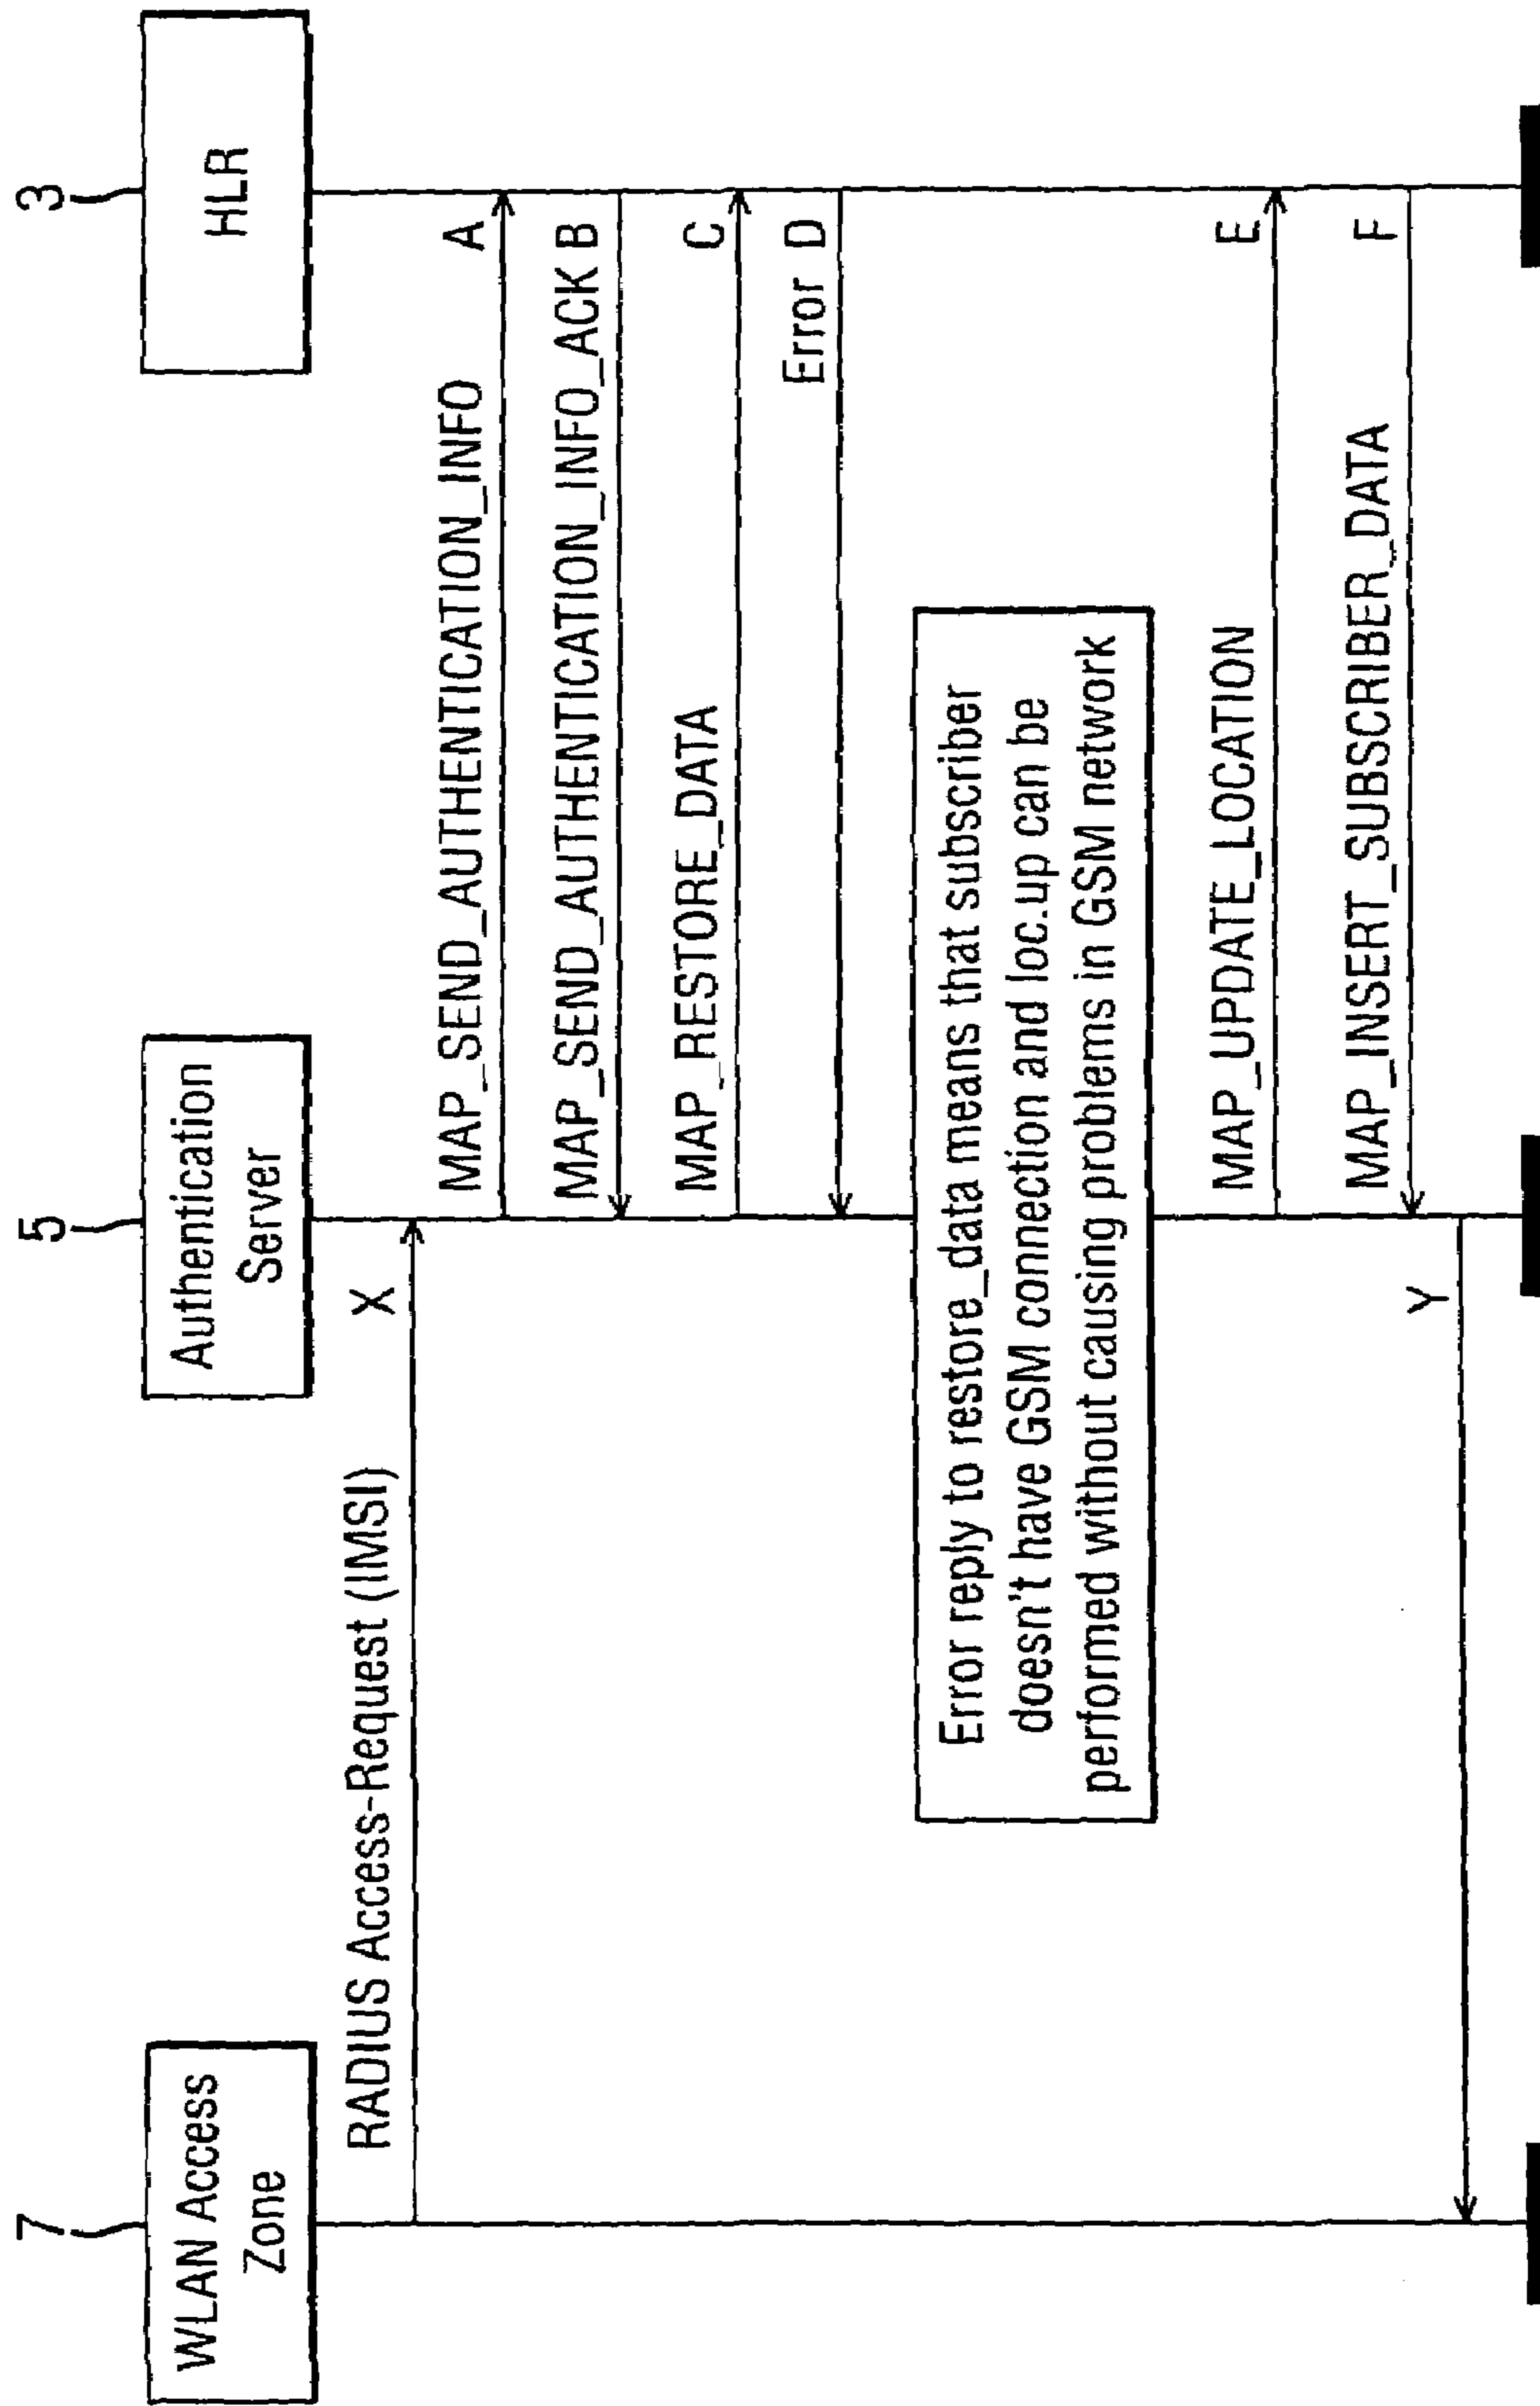 7
WLAN Access
Zone
5
Authentication
Server
3
HLR
RADIUS Access-Request (IMSI)
X
MAP_SEND_AUTHENTICATION_INFO
A
MAP_SEND_AUTHENTICATION_INFO_ACK B
MAP_RESTORE_DATA
C
Error D
Error reply to restore_data means that subscriber
doesn't have GSM connection and loc.up can be
performed without causing problems in GSM network
MAP_UPDATE_LOCATION
E
MAP_INSERT_SUBSCRIBER_DATA
F
Y